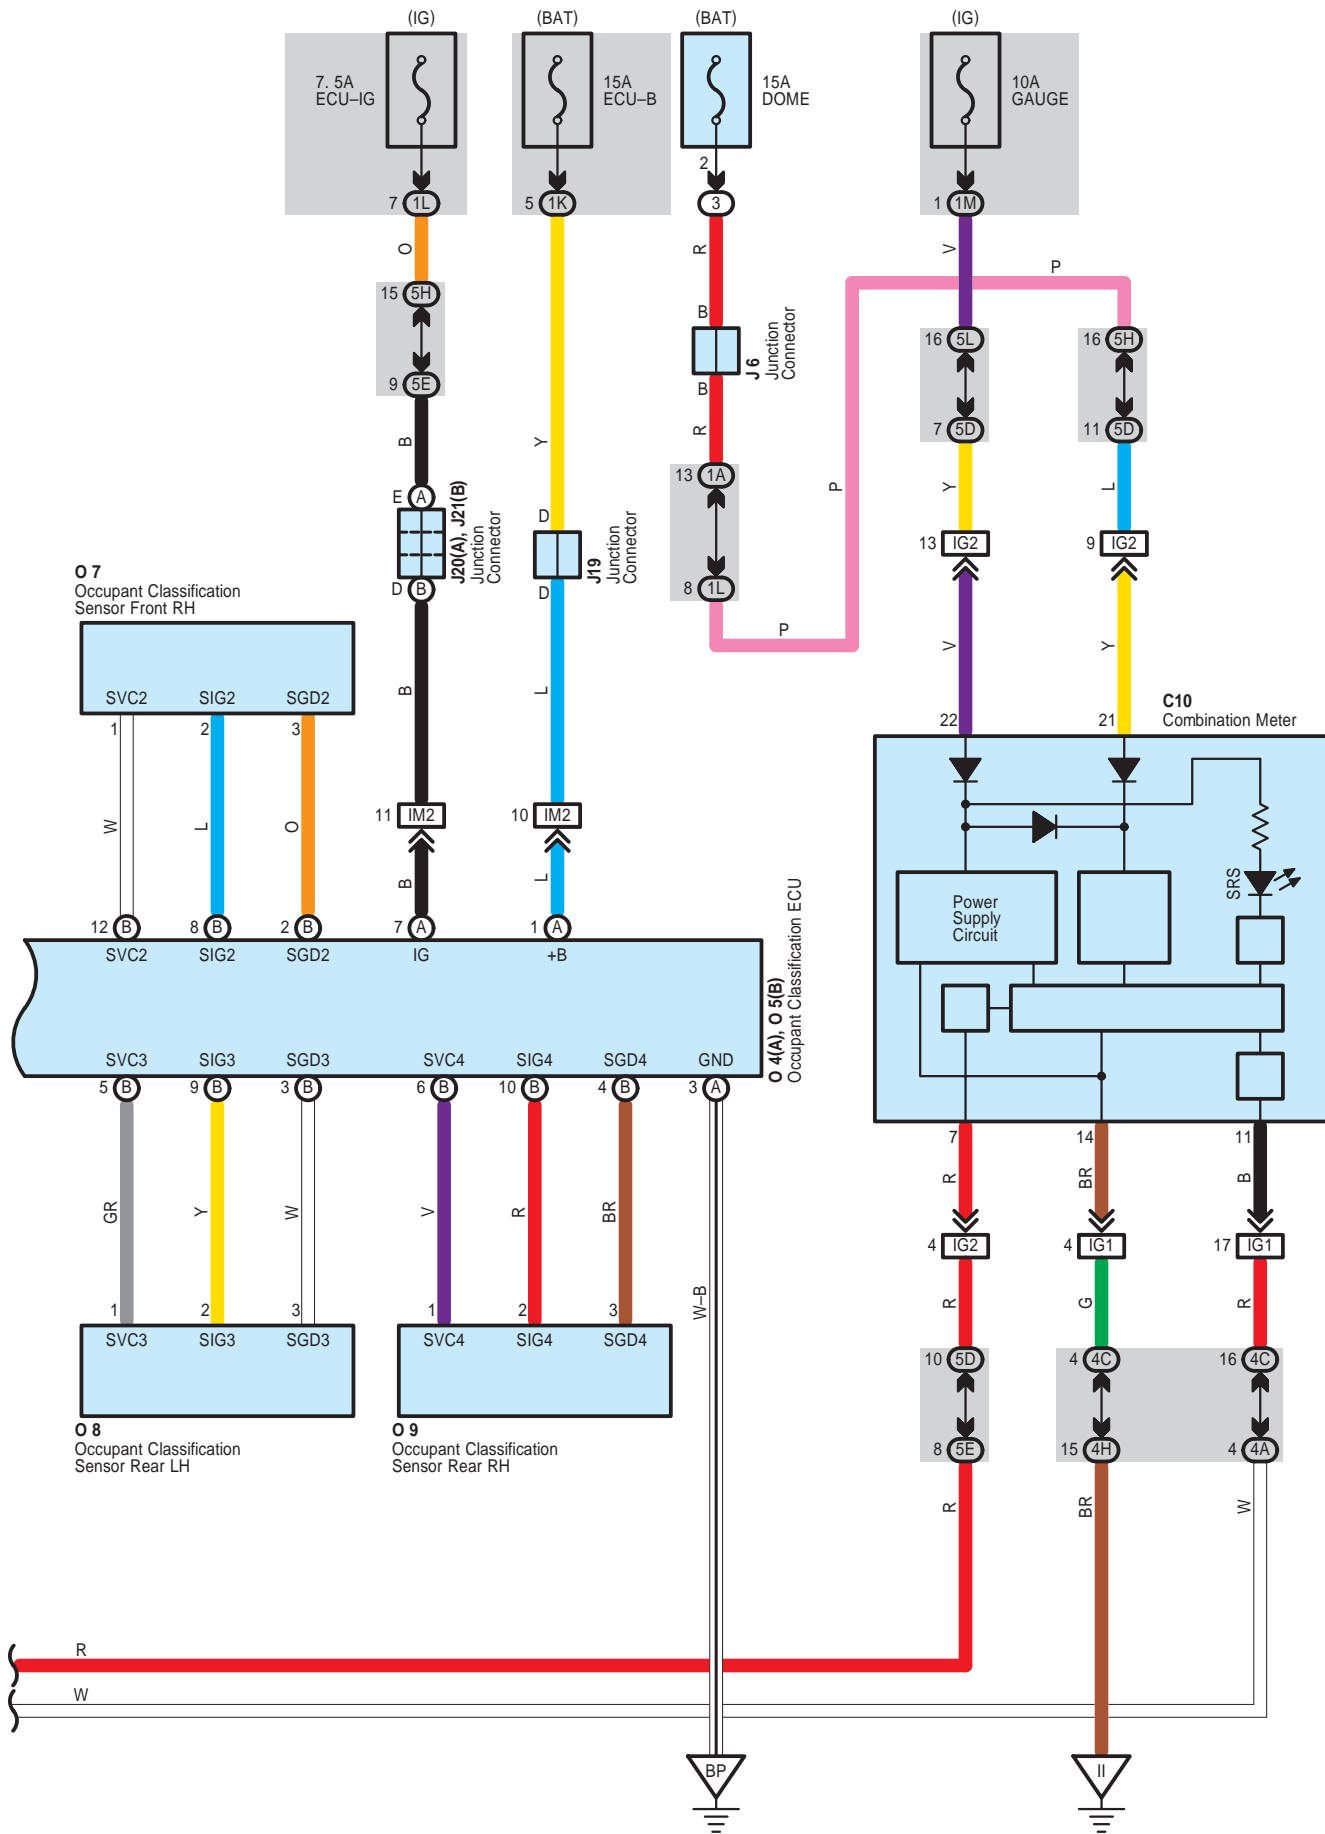 (IG)
(BAT)
(BAT)
(IG)
7. 5A
ECU–IG
15A
ECU–B
15A
DOME
10A
GAUGE
2
7 1L
5 1K
3
1 1M
O
R
V
P
15 5H
B
16 5L
16 5H
J 6
Junction
Connector
9 5E
B
7 5D
11 5D
B
Y
R
P
Y
L
13 1A
E A
J20(A), J21(B)
Junction
Connector
D
J19
Junction
Connector
13 IG2
9 IG2
D B
D
8 1L
O 7
Occupant Classification
Sensor Front RH
P
V
Y
SVC2 SIG2 SGD2
B
L
C10
Combination Meter
1 2 3
22 21
W
L
O
11 IM2
10 IM2
B
L
SRS
Power
Supply
Circuit
12 B
8 B
2 B
7 A
1 A
SVC2 SIG2 SGD2 IG +B
O 4(A), O 5(B)
Occupant Classification ECU
SVC3 SIG3 SGD3 SVC4 SIG4 SGD4 GND
5 B
9 B
3 B
6 B
10 B
4 B
3 A
7 14 11
R
BR
B
GR
Y
W
V
R
BR
4 IG2
4 IG1
17 IG1
W–B
R
G
R
1 2 3
1 2 3
SVC3 SIG3 SGD3
SVC4 SIG4 SGD4
10 5D
4 4C
16 4C
O 8
Occupant Classification
Sensor Rear LH
O 9
Occupant Classification
Sensor Rear RH
8 5E
15 4H
4 4A
R
BR
W
R
W
BP
II